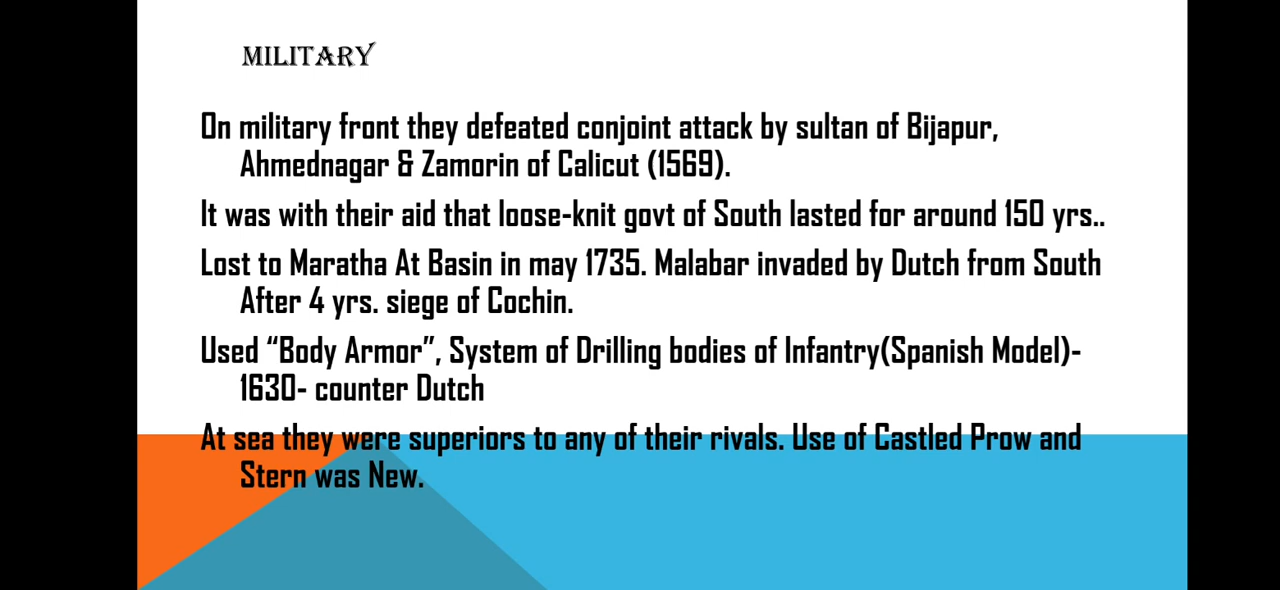 MILITARY
On military front they defeated conjoint attack by sultan of Bijapur,
Ahmednagar & Zamorin of Calicut (1569).
It was with their aid that loose-knit govt of South lasted for around 150 yrs..
Lost to Maratha At Basin in may 1735. Malabar invaded by Dutch from South
After 4 yrs. siege of Cochin.
Used “Body Armor”, System of Drilling bodies of Infantry(Spanish Model)-
1630- counter Dutch
At sea they were superiors to any of their rivals. Use of Castled Prow and
Stern was New.